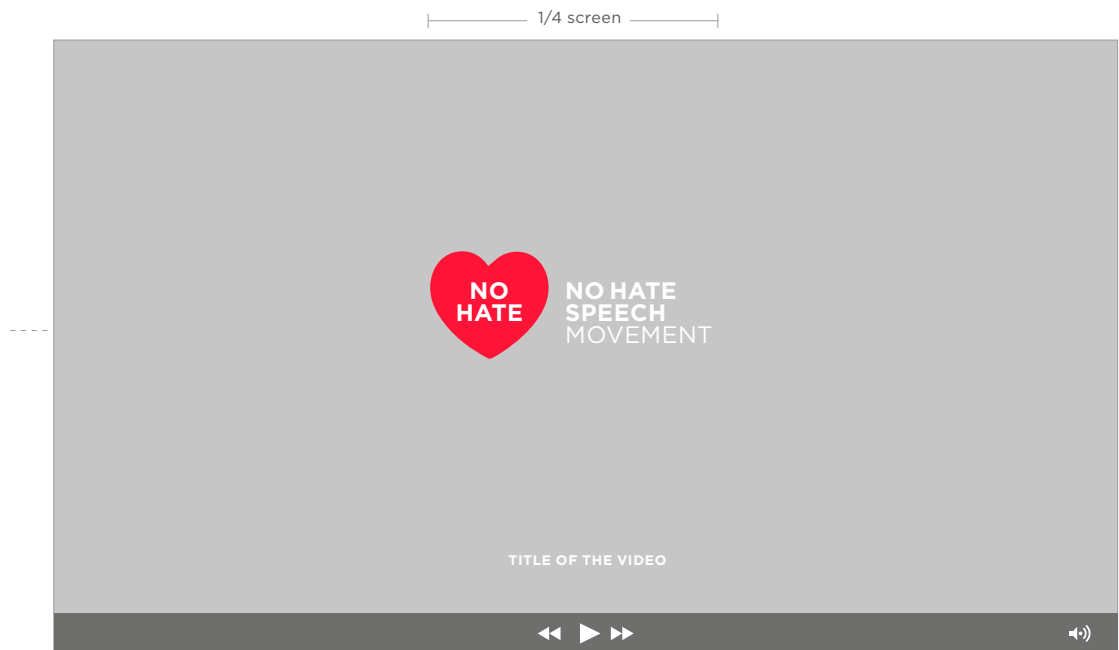 1/4 screen
NO
HATE
NO HATE
SPEECH
MOVEMENT
TITLE OF THE VIDEO